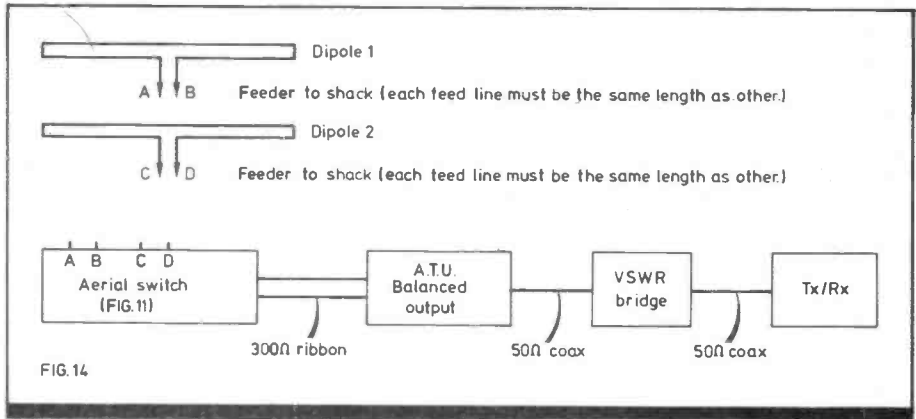 Dipole 1
A B Feeder to shack (each feed line must be the same length as other.)
Dipole 2
C D Feeder to shack (each feed line must be the same length as other.)
A B C D
Aerial switch
(FIG.11)
A.T.U.
Balanced
output
VSWR
bridge
Tx/Rx
300Ω ribbon
50Ω coax
50Ω coax
FIG.14